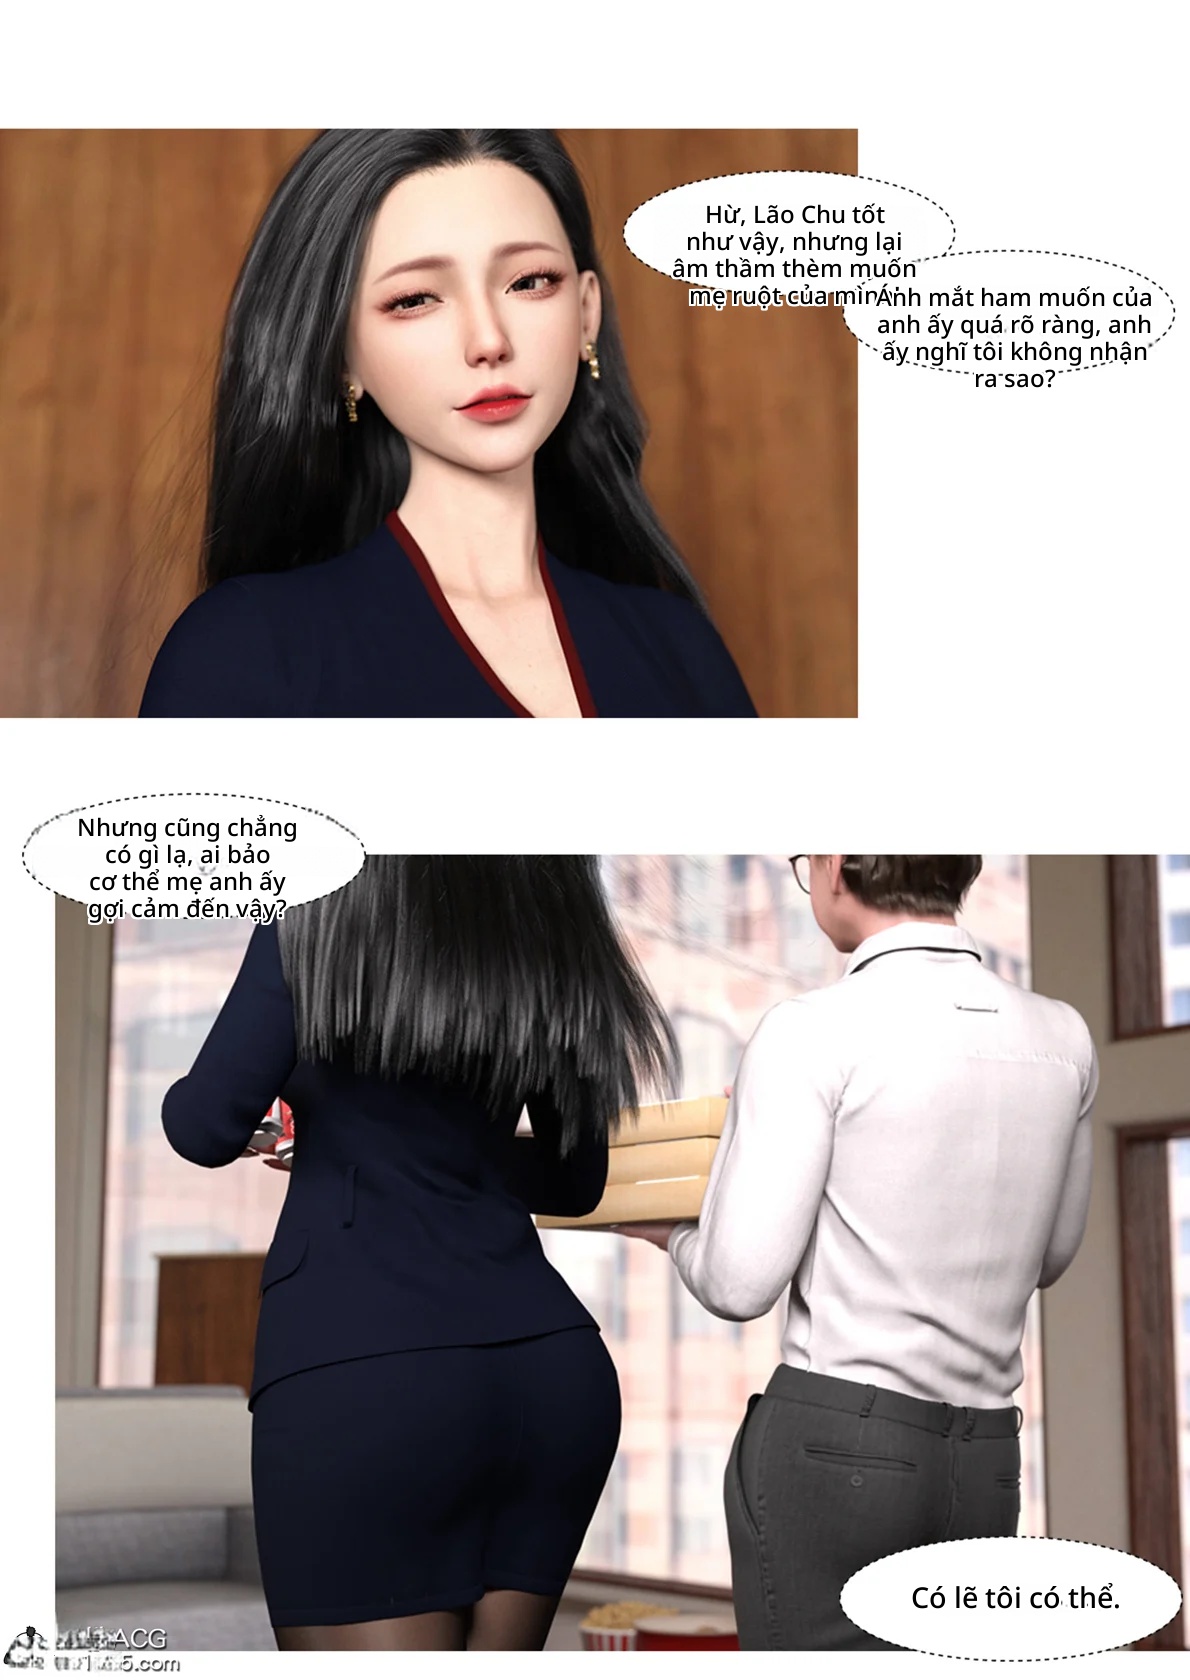 Hừ, Lão Chu tốt
như vậy, nhưng lại
âm thầm thèm muốn
mẹ ruột của mình
Ánh mắt ham muốn của
anh ấy quá rõ ràng, anh
ấy nghĩ tôi không nhận
ra sao?
Nhưng cũng chẳng
có gì lạ, ai bảo
cơ thể mẹ anh ấy
gợi cảm đến vậy?
Có lẽ tôi có thể.
ACG
5.com